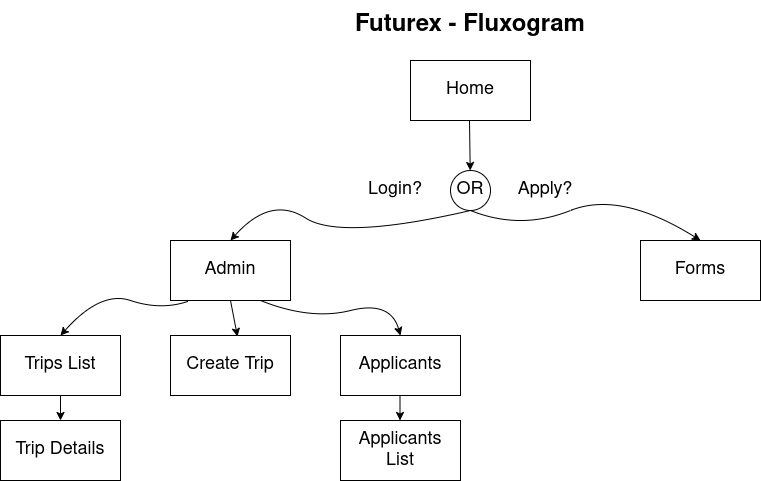 Futurex - Fluxogram
Home
Login?
OR
Apply?
Admin
Forms
Trips List
Create Trip
Applicants
Trip Details
Applicants
List